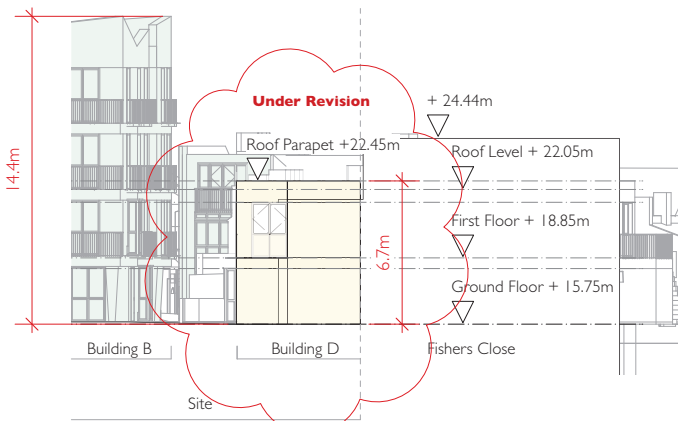 Under Revision
+ 24.44m
Roof Parapet +22.45m
Roof Level + 22.05m
14.4m
First Floor + 18.85m
6.7m
Ground Floor + 15.75m
Building B
Building D
Fishers Close
Site